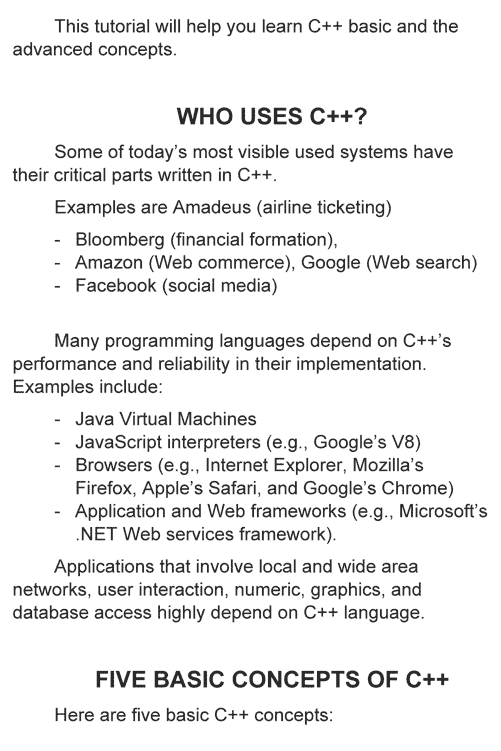 This tutorial will help you learn C++ basic and the
advanced concepts.
WHO USES C++?
Some of today's most visible used systems have
their critical parts written in C++.
Examples are Amadeus (airline ticketing)
- Bloomberg (financial formation),
- Amazon (Web commerce), Google (Web search)
- Facebook (social media)
Many programming languages depend on C++'s
performance and reliability in their implementation.
Examples include:
- Java Virtual Machines
- JavaScript interpreters (e.g., Google's V8)
- Browsers (e.g., Internet Explorer, Mozilla's
Firefox, Apple's Safari, and Google's Chrome)
- Application and Web frameworks (e.g., Microsoft's
.NET Web services framework).
Applications that involve local and wide area
networks, user interaction, numeric, graphics, and
database access highly depend on C++ language.
FIVE BASIC CONCEPTS OF C++
Here are five basic C++ concepts: